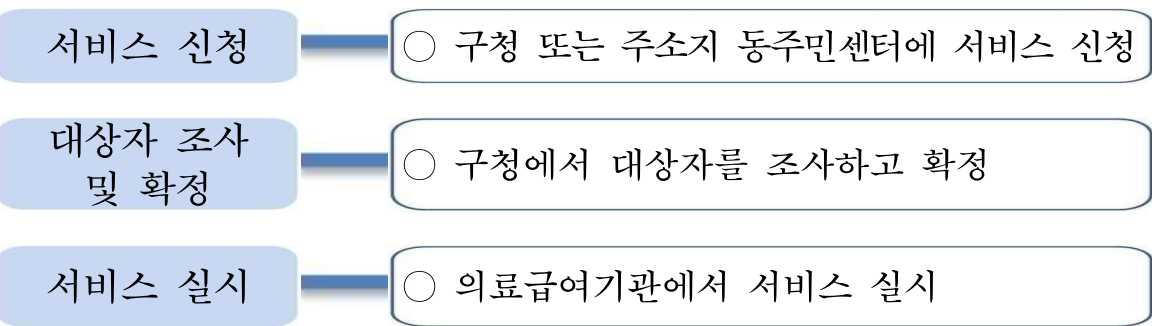 서비스 신청
○ 구청 또는 주소지 동주민센터에 서비스 신청
대상자 조사
및 확정
○ 구청에서 대상자를 조사하고 확정
서비스 실시
○ 의료급여기관에서 서비스 실시